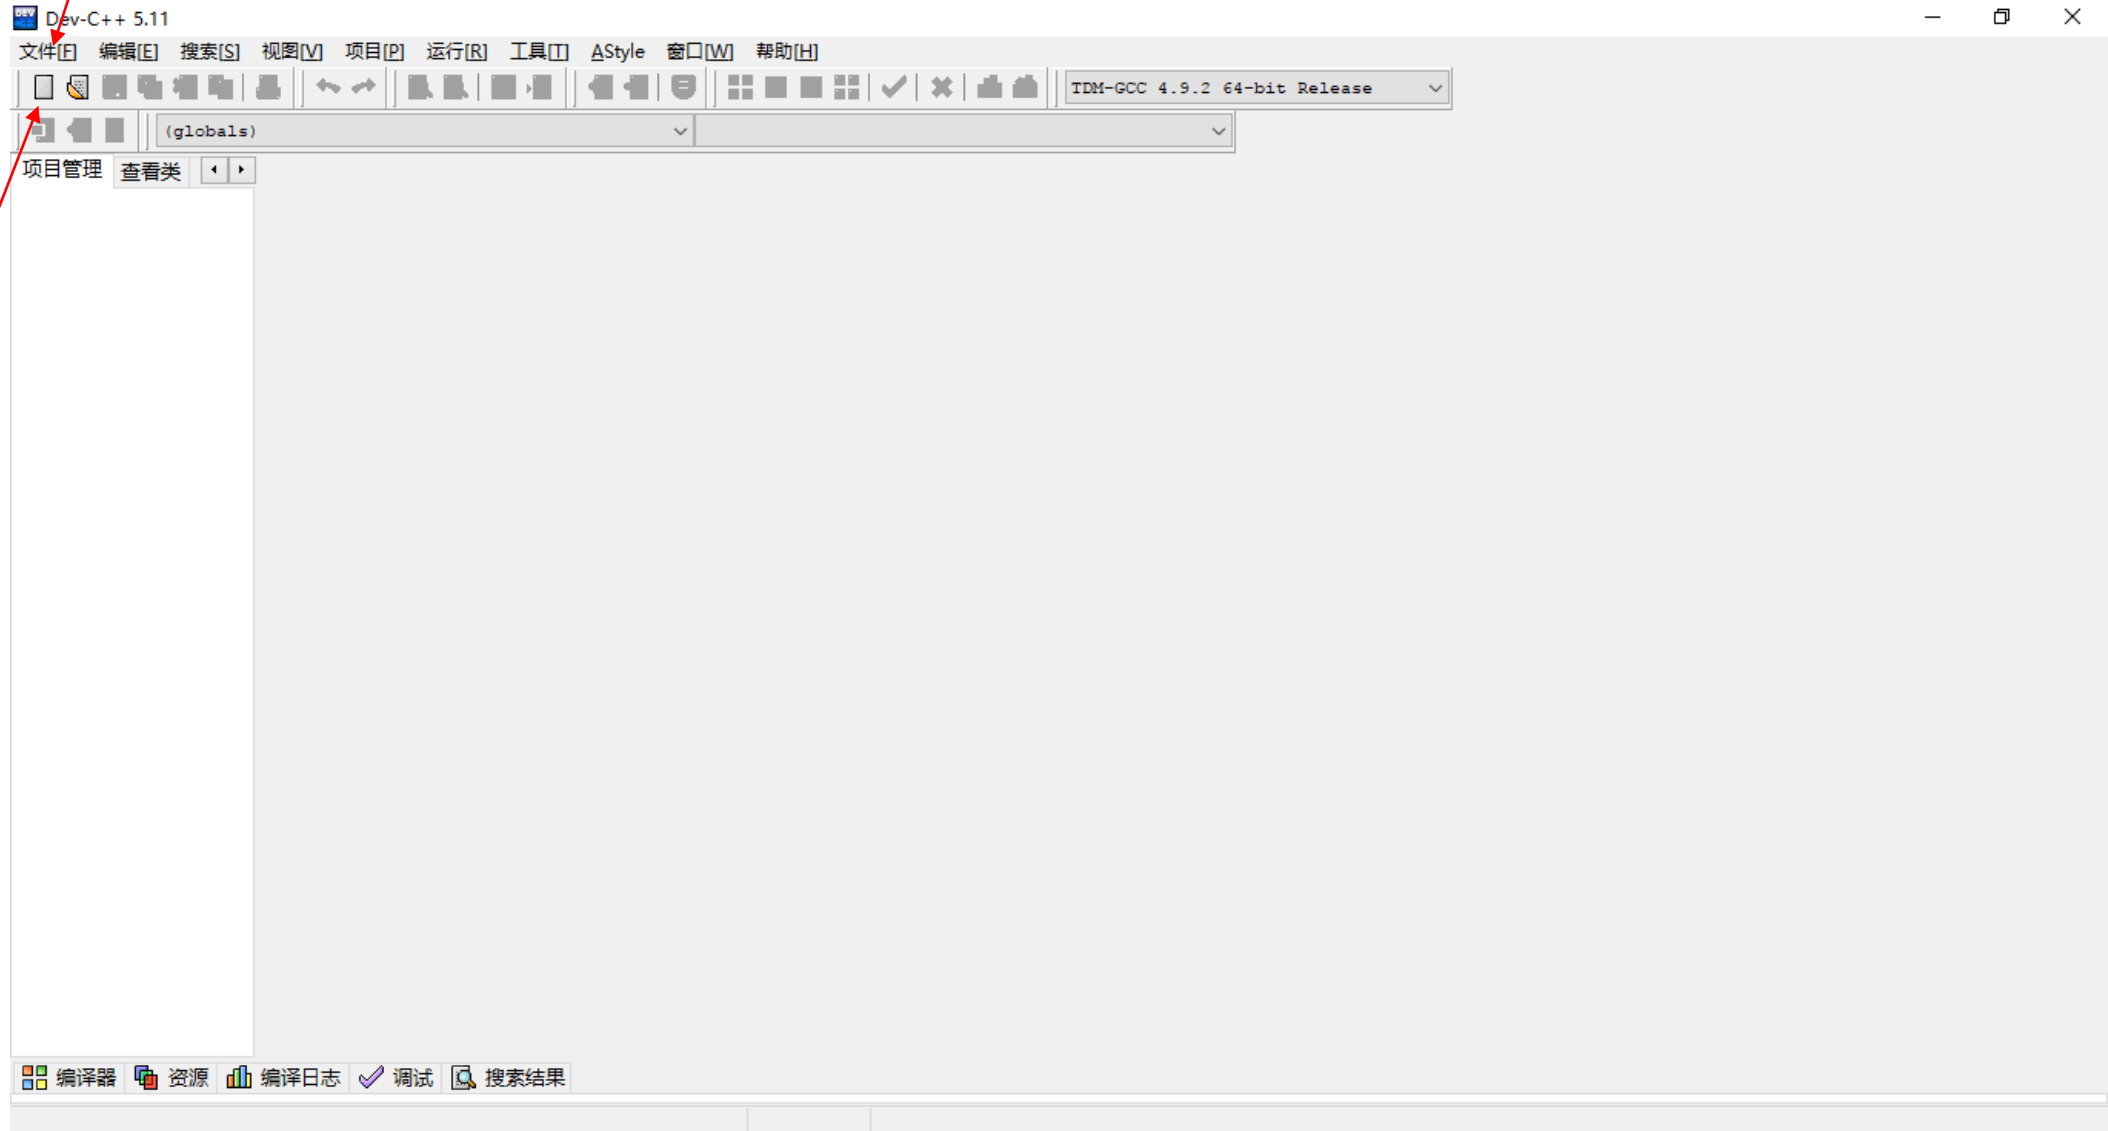 Dev-C++ 5.11
文件[F] 编辑[E] 搜索[S] 视图[V] 项目[P] 运行[R] 工具[T] AStyle 窗口[W] 帮助[H]
TDM-GCC 4.9.2 64-bit Release
(globals)
项目管理 查看类
编译器 资源 编译日志 调试 搜索结果